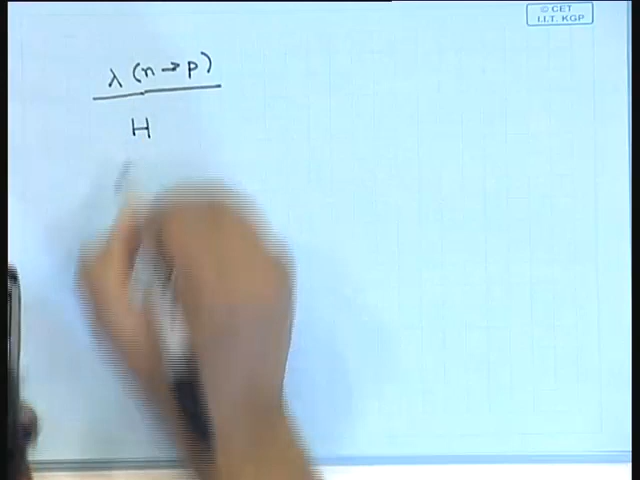 © CET
I.I.T. KGP
λ (n → p)
H